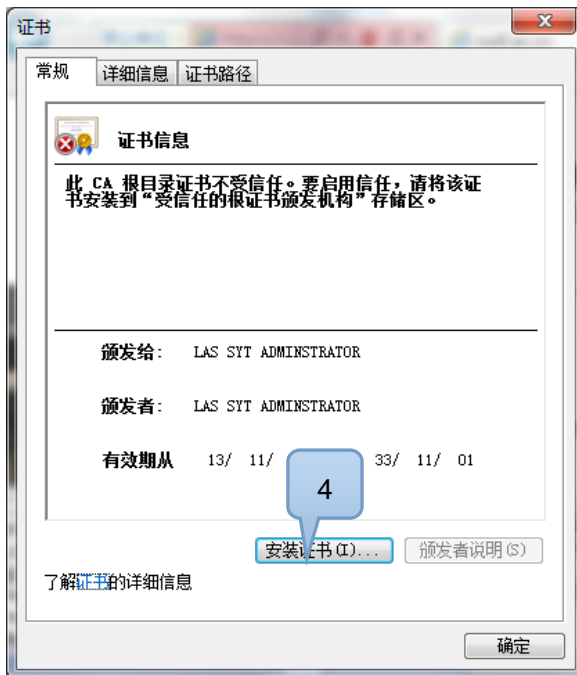 证书
常规 详细信息 证书路径
证书信息
此 CA 根目录证书不受信任。要启用信任，请将该证
书安装到“受信任的根证书颁发机构”存储区。
颁发给: LAS SYT ADMINSTRATOR
颁发者: LAS SYT ADMINSTRATOR
有效期从 13/ 11/ 33/ 11/ 01
4
安装证书(I)... 颁发者说明(S)
了解证书的详细信息
确定